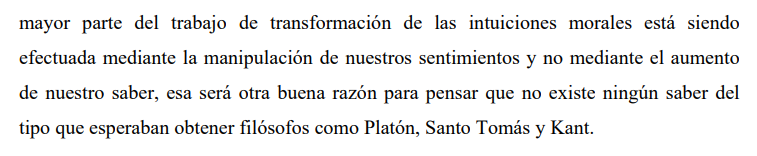 mayor parte del trabajo de transformación de las intuiciones morales está siendo
efectuada mediante la manipulación de nuestros sentimientos y no mediante el aumento
de nuestro saber, esa será otra buena razón para pensar que no existe ningún saber del
tipo que esperaban obtener filósofos como Platón, Santo Tomás y Kant.